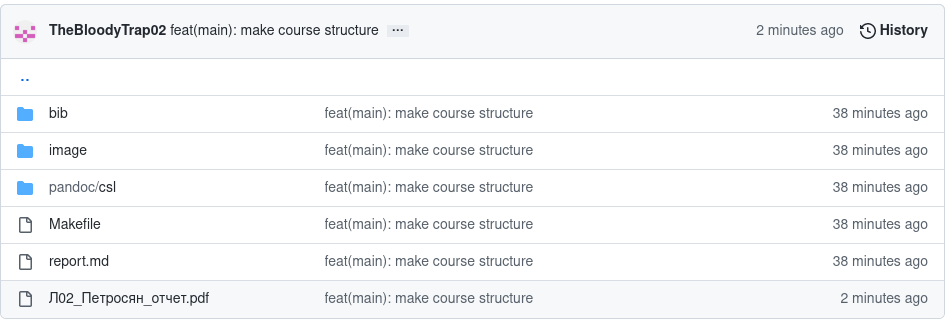 TheBloodyTrap02 feat(main): make course structure ... 2 minutes ago History
..
bib feat(main): make course structure 38 minutes ago
image feat(main): make course structure 38 minutes ago
pandoc/csl feat(main): make course structure 38 minutes ago
Makefile feat(main): make course structure 38 minutes ago
report.md feat(main): make course structure 38 minutes ago
Л02_Петросян_отчет.pdf feat(main): make course structure 2 minutes ago